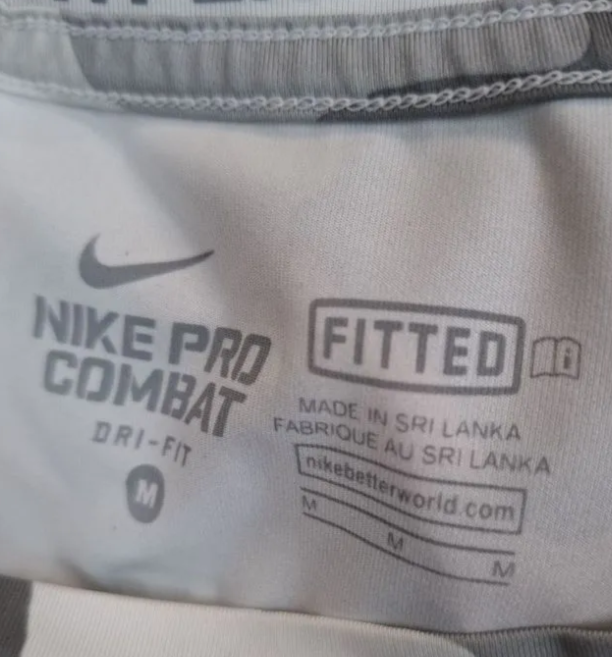 NIKE PRO
COMBAT
DRI-FIT
M
FITTED
MADE IN SRI LANKA
FABRIQUE AU SRI LANKA
nikebetterworld.com
M
M
M